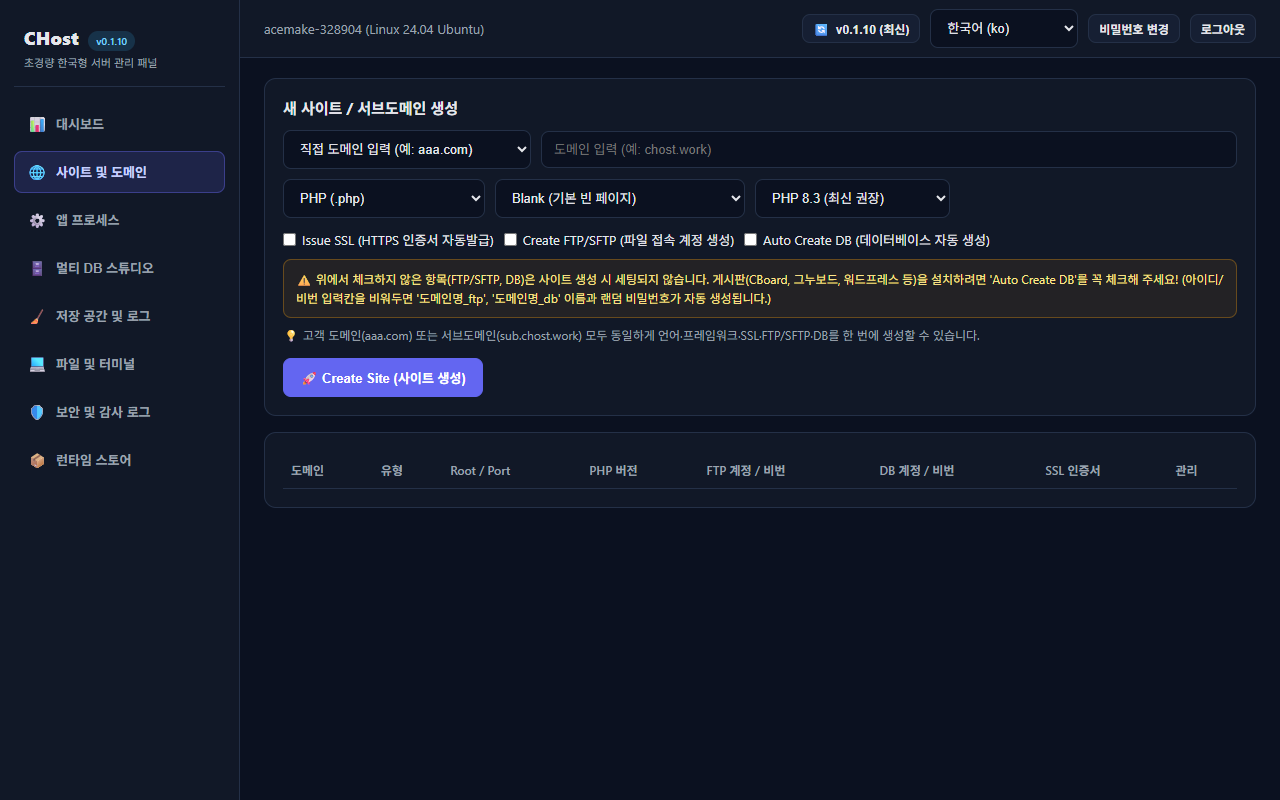 CHost v0.1.10
초경량 한국형 서버 관리 패널
대시보드
사이트 및 도메인
앱 프로세스
멀티 DB 스튜디오
저장 공간 및 로그
파일 및 터미널
보안 및 감사 로그
런타임 스토어
acemake-328904 (Linux 24.04 Ubuntu)
v0.1.10 (최신)
한국어 (ko)
비밀번호 변경
로그아웃
새 사이트 / 서브도메인 생성
직접 도메인 입력 (예: aaa.com)
도메인 입력 (예: chost.work)
PHP (.php)
Blank (기본 빈 페이지)
PHP 8.3 (최신 권장)
Issue SSL (HTTPS 인증서 자동발급)
Create FTP/SFTP (파일 접속 계정 생성)
Auto Create DB (데이터베이스 자동 생성)
⚠️ 위에서 체크하지 않은 항목(FTP/SFTP, DB)은 사이트 생성 시 세팅되지 않습니다. 게시판(CBoard, 그누보드, 워드프레스 등)을 설치하려면 'Auto Create DB'를 꼭 체크해 주세요! (아이디/
비번 입력칸을 비워두면 '도메인명_ftp', '도메인명_db' 이름과 랜덤 비밀번호가 자동 생성됩니다.)
💡 고객 도메인(aaa.com) 또는 서브도메인(sub.chost.work) 모두 동일하게 언어·프레임워크·SSL·FTP/SFTP·DB를 한 번에 생성할 수 있습니다.
🚀 Create Site (사이트 생성)
도메인
유형
Root / Port
PHP 버전
FTP 계정 / 비번
DB 계정 / 비번
SSL 인증서
관리